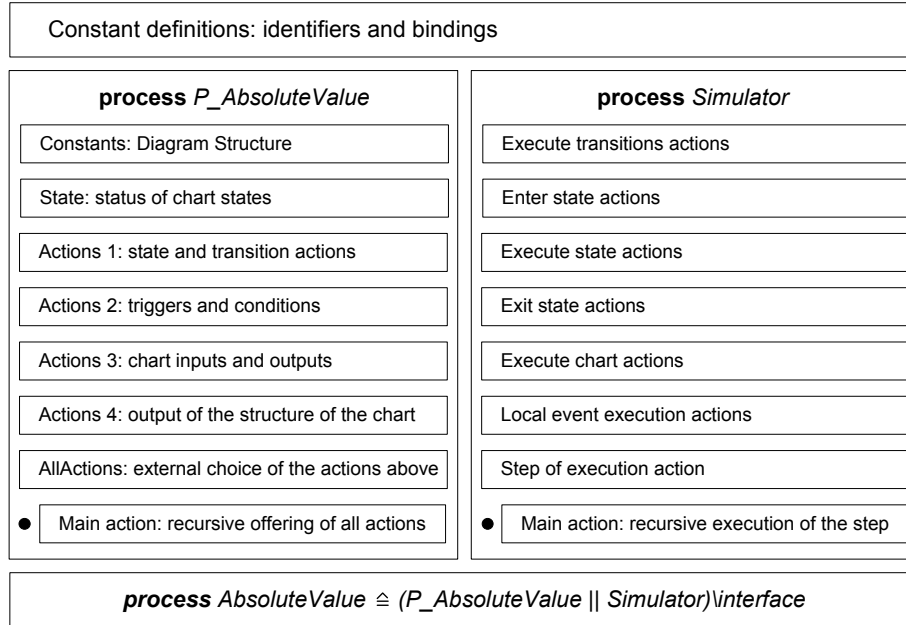 Constant definitions: identifiers and bindings
process P_AbsoluteValue
Constants: Diagram Structure
State: status of chart states
Actions 1: state and transition actions
Actions 2: triggers and conditions
Actions 3: chart inputs and outputs
Actions 4: output of the structure of the chart
AllActions: external choice of the actions above
● Main action: recursive offering of all actions
process Simulator
Execute transitions actions
Enter state actions
Execute state actions
Exit state actions
Execute chart actions
Local event execution actions
Step of execution action
● Main action: recursive execution of the step
process AbsoluteValue ≙ (P_AbsoluteValue || Simulator)\interface